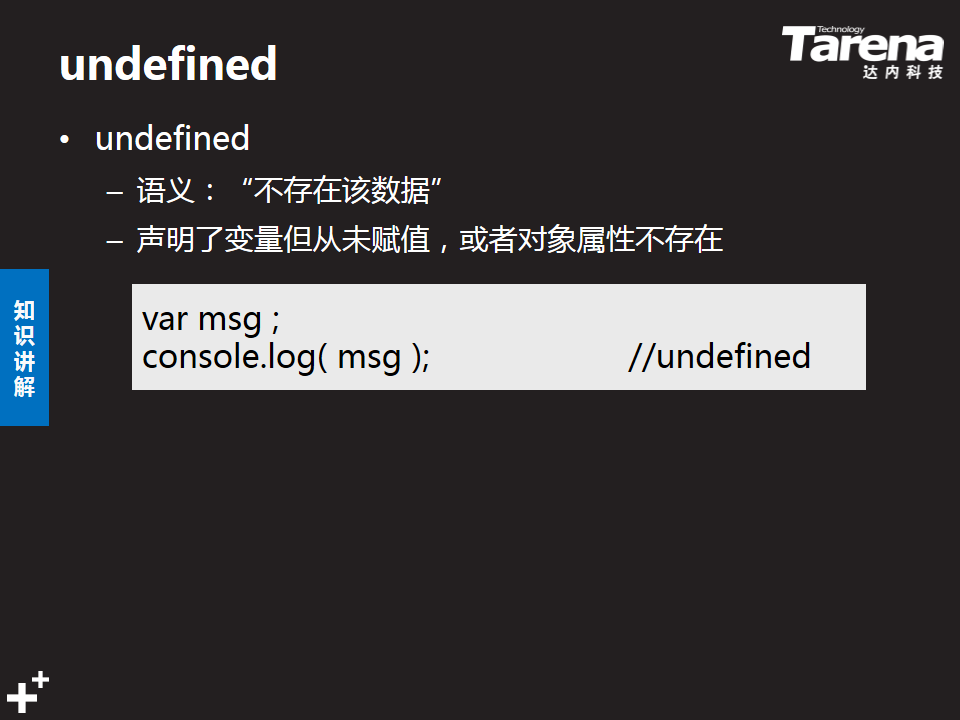 undefined
Technology
Tarena
达内科技
• undefined
– 语义：“不存在该数据”
– 声明了变量但从未赋值，或者对象属性不存在
知识讲解
var msg ;
console.log( msg ); //undefined